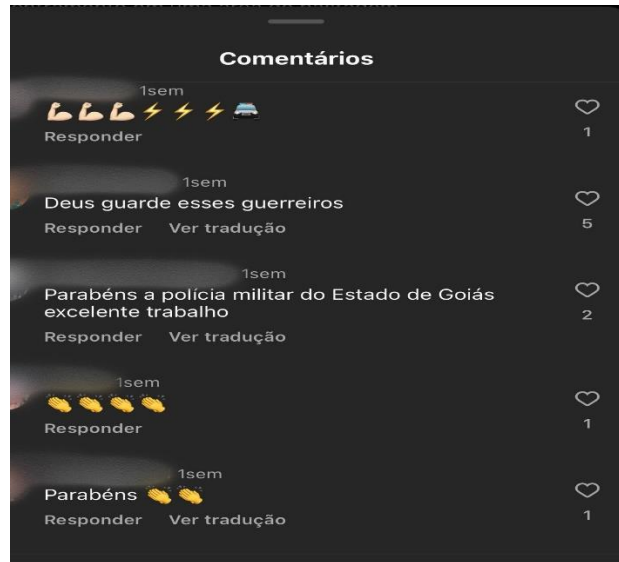 Comentários
1sem
💪🏻💪🏻💪🏻⚡⚡⚡🚔
1
Responder
1sem
Deus guarde esses guerreiros
Responder Ver tradução
5
1sem
Parabéns a polícia militar do Estado de Goiás
excelente trabalho
2
Responder Ver tradução
1sem
👏👏👏👏
Responder
1
1sem
Parabéns 👏👏
Responder Ver tradução
1